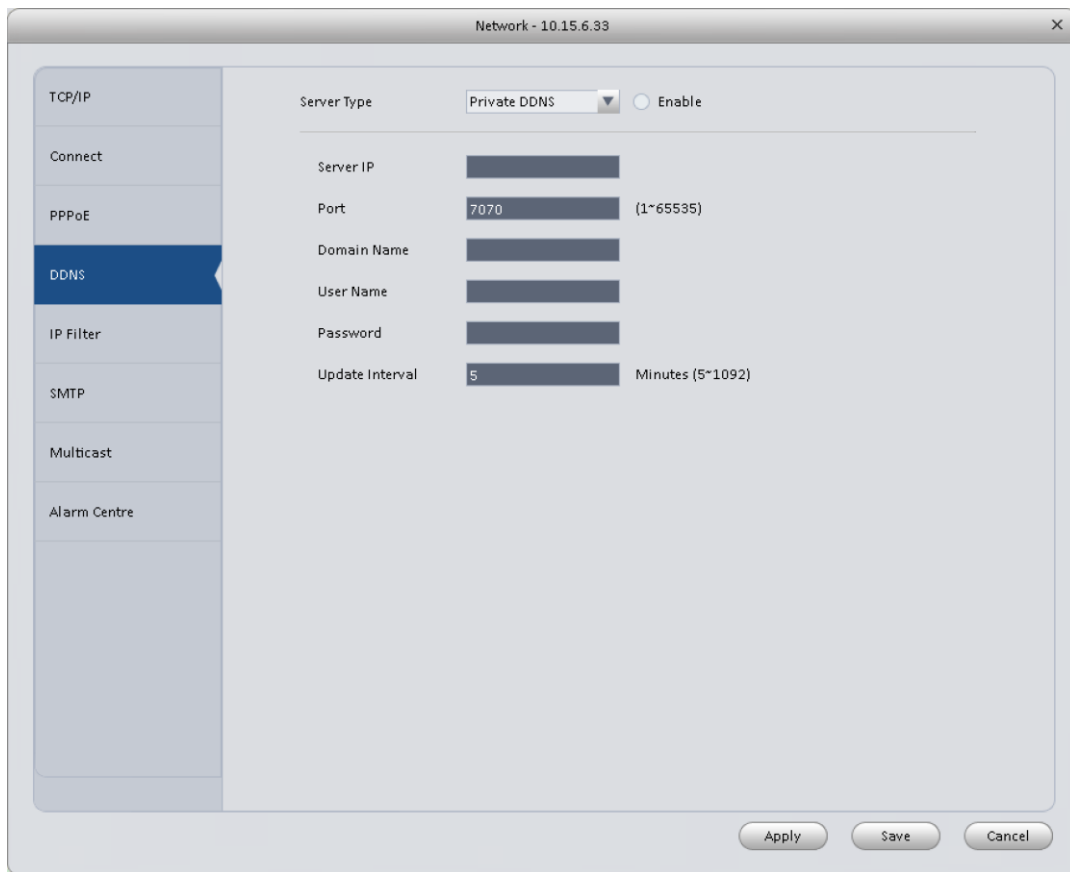 Network - 10.15.6.33
TCP/IP
Connect
PPPoE
DDNS
IP Filter
SMTP
Multicast
Alarm Centre
Server Type Private DDNS Enable
Server IP
Port 7070 (1~65535)
Domain Name
User Name
Password
Update Interval 5 Minutes (5~1092)
Apply Save Cancel